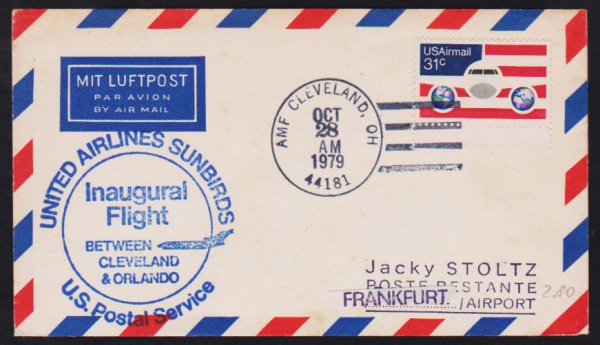 USAirmail
31c
MIT LUFTPOST
PAR AVION
BY AIR MAIL
AMF CLEVELAND, OH
OCT
28
AM
1979
44181
UNITED AIRLINES SUNBIRDS
Inaugural
Flight
BETWEEN
CLEVELAND
& ORLANDO
U.S. Postal Service
Jacky STOLTZ
POSTE RESTANTE
FRANKFURT. /AIRPORT
2.80